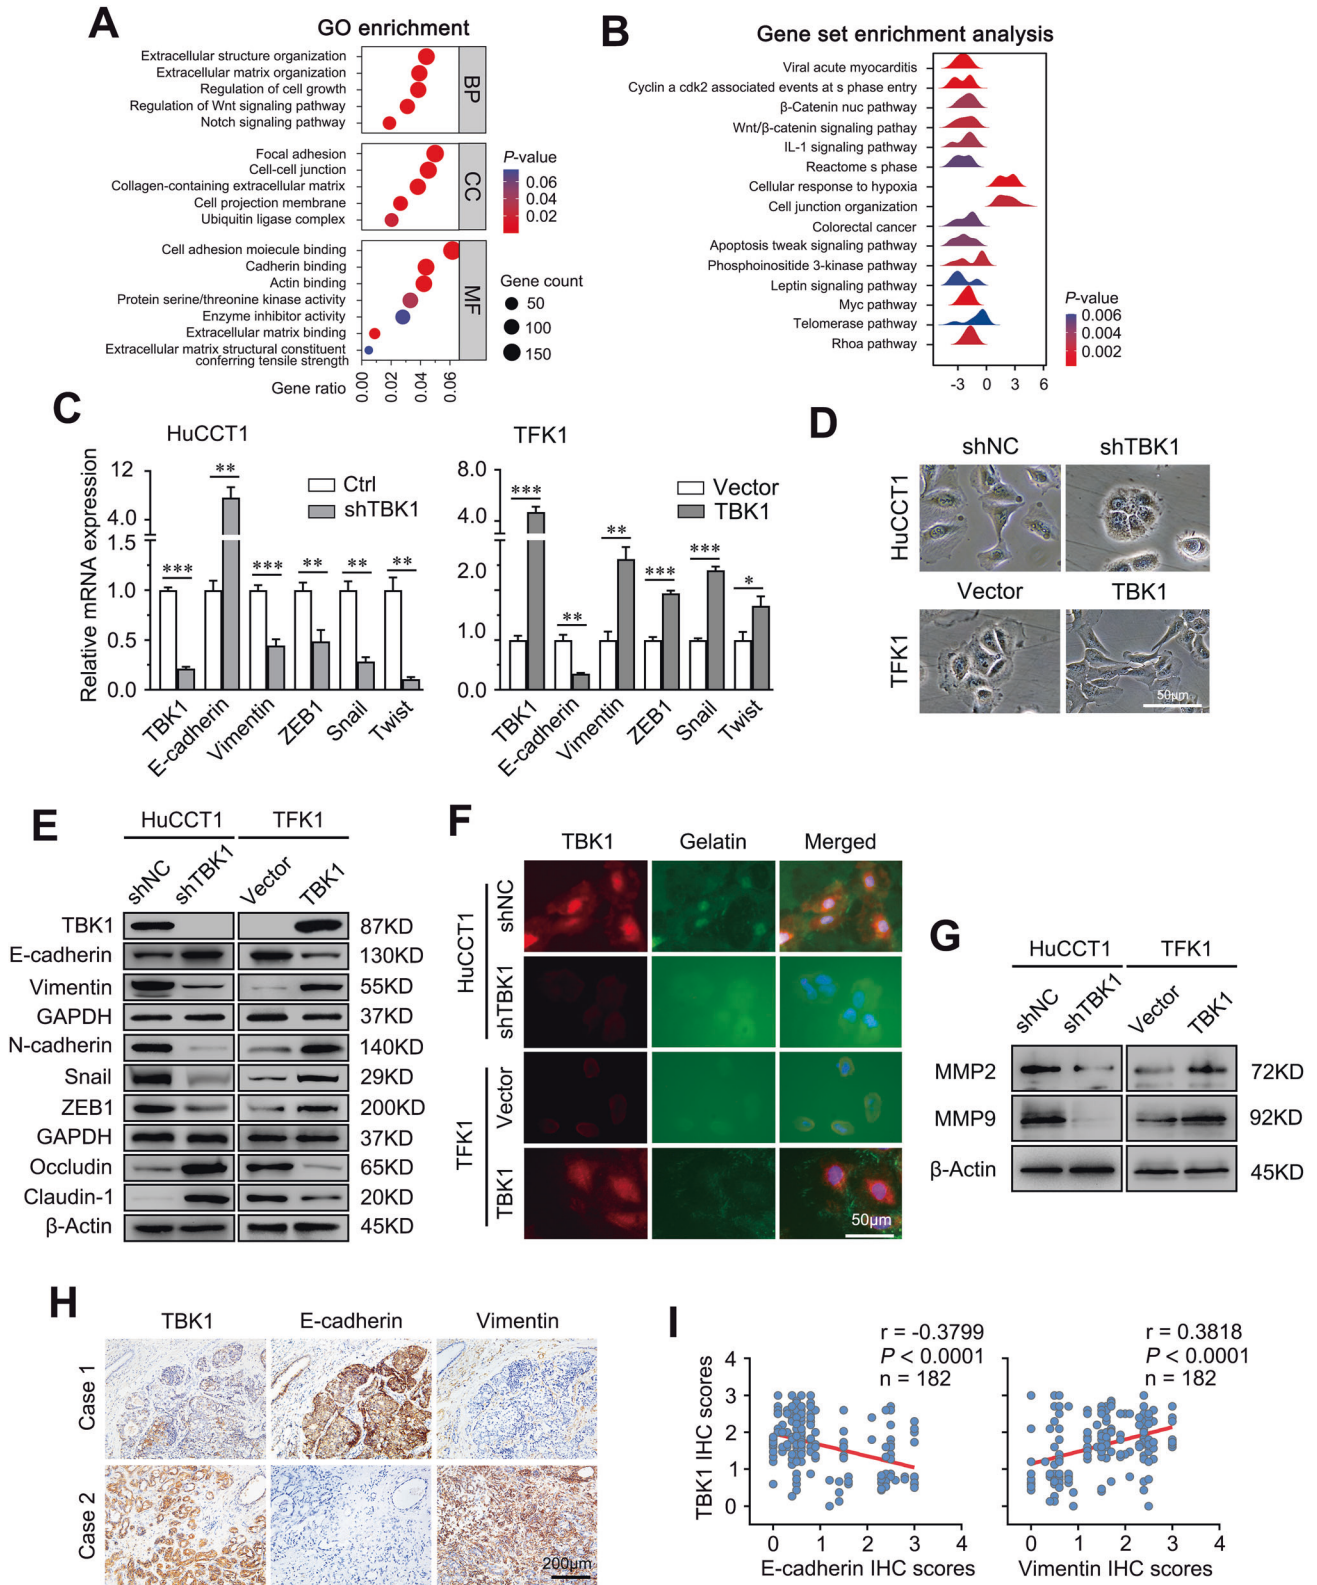 A
GO enrichment
Extracellular structure organization
Extracellular matrix organization
Regulation of cell growth
Regulation of Wnt signaling pathway
Notch signaling pathway
BP
Focal adhesion
Cell-cell junction
Collagen-containing extracellular matrix
Cell projection membrane
Ubiquitin ligase complex
CC
Cell adhesion moiecule binding
Cadherin binding
Actin binding
Protein serine/threonine kinase activity
Enzyme inhibitor activity
Extracellular matrix binding
Extracellular matrix structural constituent
conferring tensile strength
MF
Gene ratio
0.00
0.02
0.04
0.06
P-value
0.06
0.04
0.02
Gene count
50
100
150
B
Gene set enrichment analysis
Viral acute myocarditis
Cyclin a cdk2 associated events at s phase entry
β-Catenin nuc pathway
Wnt/β-catenin signaling pathay
IL-1 signaling pathway
Reactome s phase
Cellular response to hypoxia
Cell junction organization
Colorectal cancer
Apoptosis tweak signaling pathway
Phosphoinositide 3-kinase pathway
Leptin signaling pathway
Myc pathway
Telomerase pathway
Rhoa pathway
-3 0 3 6
P-value
0.006
0.004
0.002
C
HuCCT1
Relative mRNA expression
12
4.0
1.5
1.0
0.5
0.0
Ctrl
shTBK1
*** ** *** ** ** **
TBK1
E-cadherin
Vimentin
ZEB1
Snail
Twist
TFK1
8.0
4.0
2.0
1.0
0.0
Vector
TBK1
*** ** ** *** *** *
TBK1
E-cadherin
Vimentin
ZEB1
Snail
Twist
D
shNC shTBK1
HuCCT1
Vector TBK1
TFK1
50μm
E
HuCCT1 TFK1
shNC shTBK1 Vector TBK1
TBK1 87KD
E-cadherin 130KD
Vimentin 55KD
GAPDH 37KD
N-cadherin 140KD
Snail 29KD
ZEB1 200KD
GAPDH 37KD
Occludin 65KD
Claudin-1 20KD
β-Actin 45KD
F
TBK1 Gelatin Merged
HuCCT1
shNC
shTBK1
TFK1
Vector
TBK1
50μm
G
HuCCT1 TFK1
shNC shTBK1 Vector TBK1
MMP2 72KD
MMP9 92KD
β-Actin 45KD
H
TBK1 E-cadherin Vimentin
Case 1
Case 2
200μm
I
r = -0.3799
P < 0.0001
n = 182
TBK1 IHC scores
4
3
2
1
0
0 1 2 3 4
E-cadherin IHC scores
r = 0.3818
P < 0.0001
n = 182
0 1 2 3 4
Vimentin IHC scores